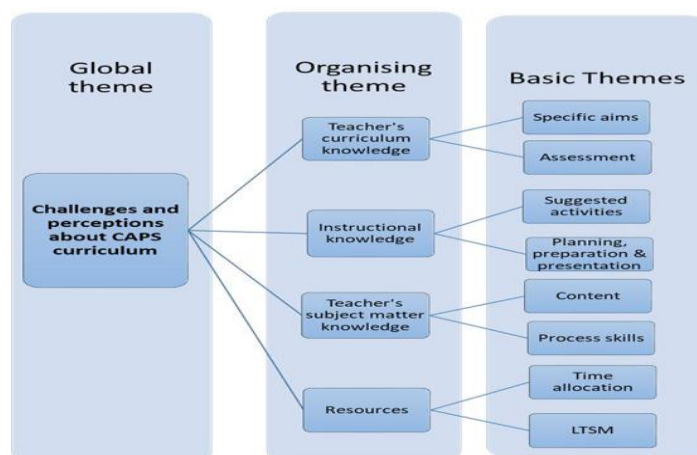 Global
theme
Challenges and
perceptions
about CAPS
curriculum
Organising
theme
Teacher's
curriculum
knowledge
Instructional
knowledge
Teacher's
subject matter
knowledge
Resources
Basic Themes
Specific aims
Assessment
Suggested
activities
Planning,
preparation &
presentation
Content
Process skills
Time
allocation
LTSM